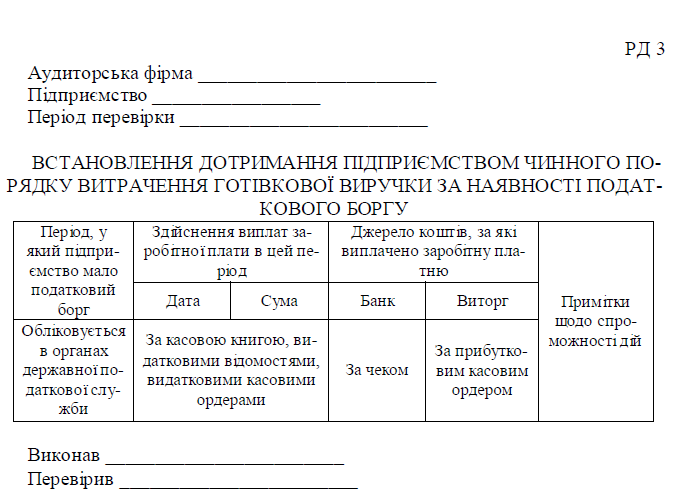 РД 3
Аудиторська фірма ________________________
Підприємство _________________
Період перевірки _________________________
ВСТАНОВЛЕННЯ ДОТРИМАННЯ ПІДПРИЄМСТВОМ ЧИННОГО ПО-
РЯДКУ ВИТРАЧЕННЯ ГОТІВКОВОЇ ВИРУЧКИ ЗА НАЯВНОСТІ ПОДАТ-
КОВОГО БОРГУ
Період, у
який підпри-
ємство мало
податковий
борг
Здійснення виплат за-
робітної плати в цей пе-
ріод
Джерело коштів, за які
виплачено заробітну пла-
тню
Примітки
щодо спро-
можності дій
Дата
Сума
Банк
Виторг
Обліковується
в органах
державної по-
даткової слу-
жби
За касовою книгою, ви-
датковими відомостями,
видатковими касовими
ордерами
За чеком
За прибутко-
вим касовим
ордером
Виконав ________________________
Перевірив ________________________